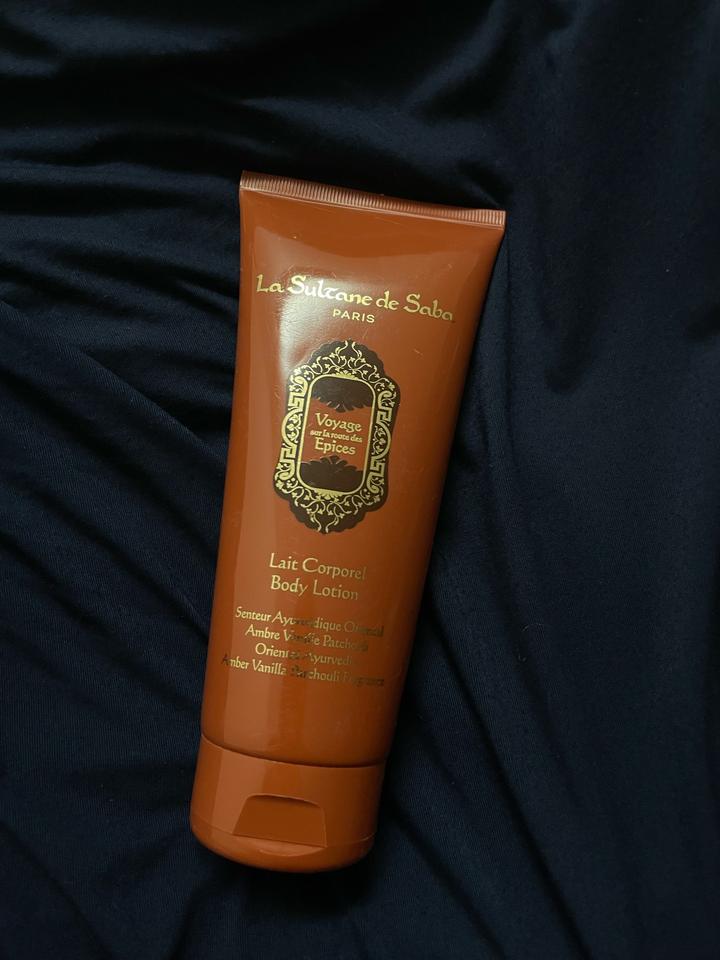 La Sultane de Saba
PARIS
Voyage
sur la route des
Epices
Lait Corporel
Body Lotion
Senteur Ayurvédique Oriental
Ambre Vanille Patchouli
Oriental Ayurvedic
Amber Vanilla Patchouli Fragrance